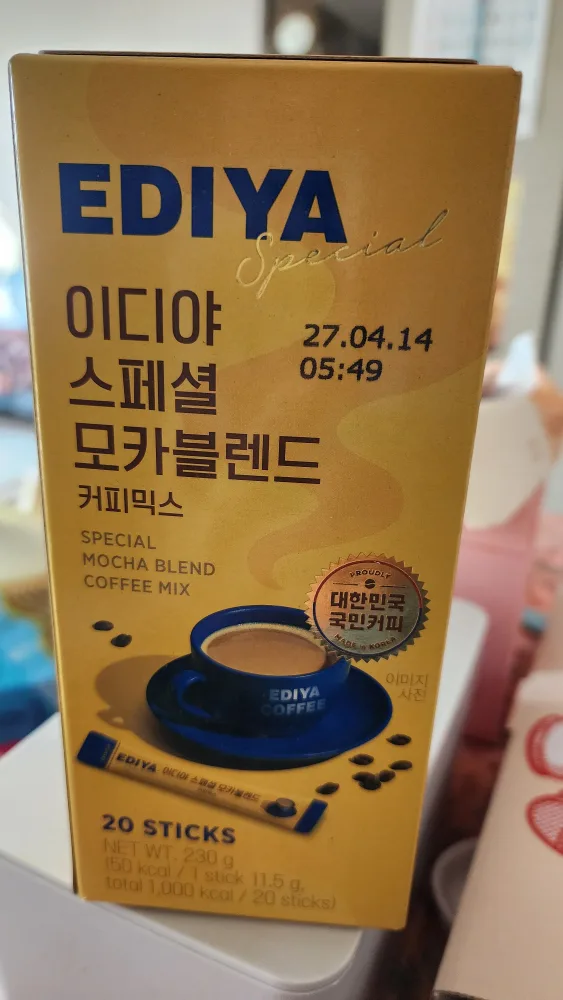 EDIYA
Special
이디야
스페셜
모카블렌드
커피믹스
27.04.14
05:49
SPECIAL
MOCHA BLEND
COFFEE MIX
PROUDLY
대한민국
국민커피
MADE in KOREA
이미지
사진
EDIYA
COFFEE
EDIYA 이디야 스페셜 모카블렌드
20 STICKS
NET WT. 230 g
(50 kcal / 1 stick 11.5 g,
total 1,000 kcal / 20 sticks)